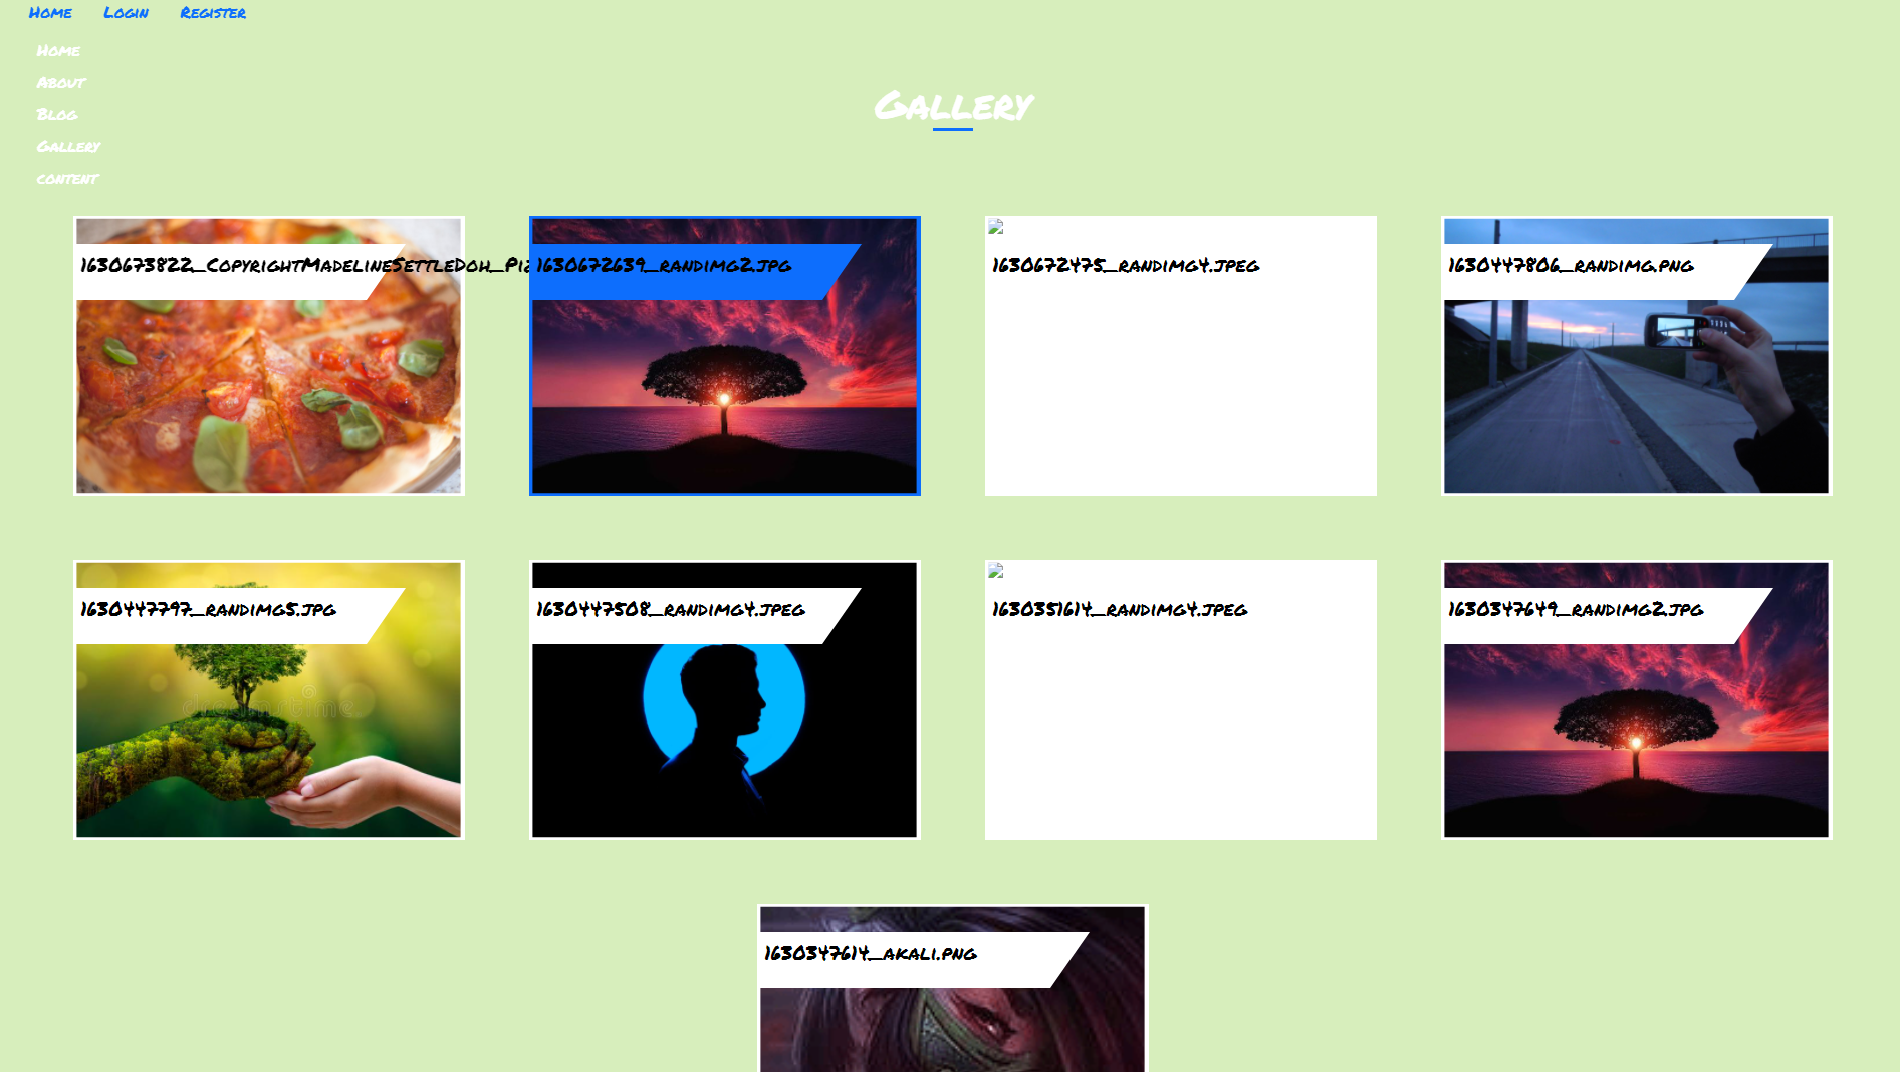 Home Login Register
Home
About
Blog
Gallery
content
Gallery
1630673822_CopyrightMadelineSettleDoh_Piz
1630672639_randimg2.jpg
1630672475_randimg4.jpeg
1630447806_randimg.png
1630447797_randimg5.jpg
1630447508_randimg4.jpeg
1630351614_randimg4.jpeg
1630347649_randimg2.jpg
dreamstime
1630347614_akali.png